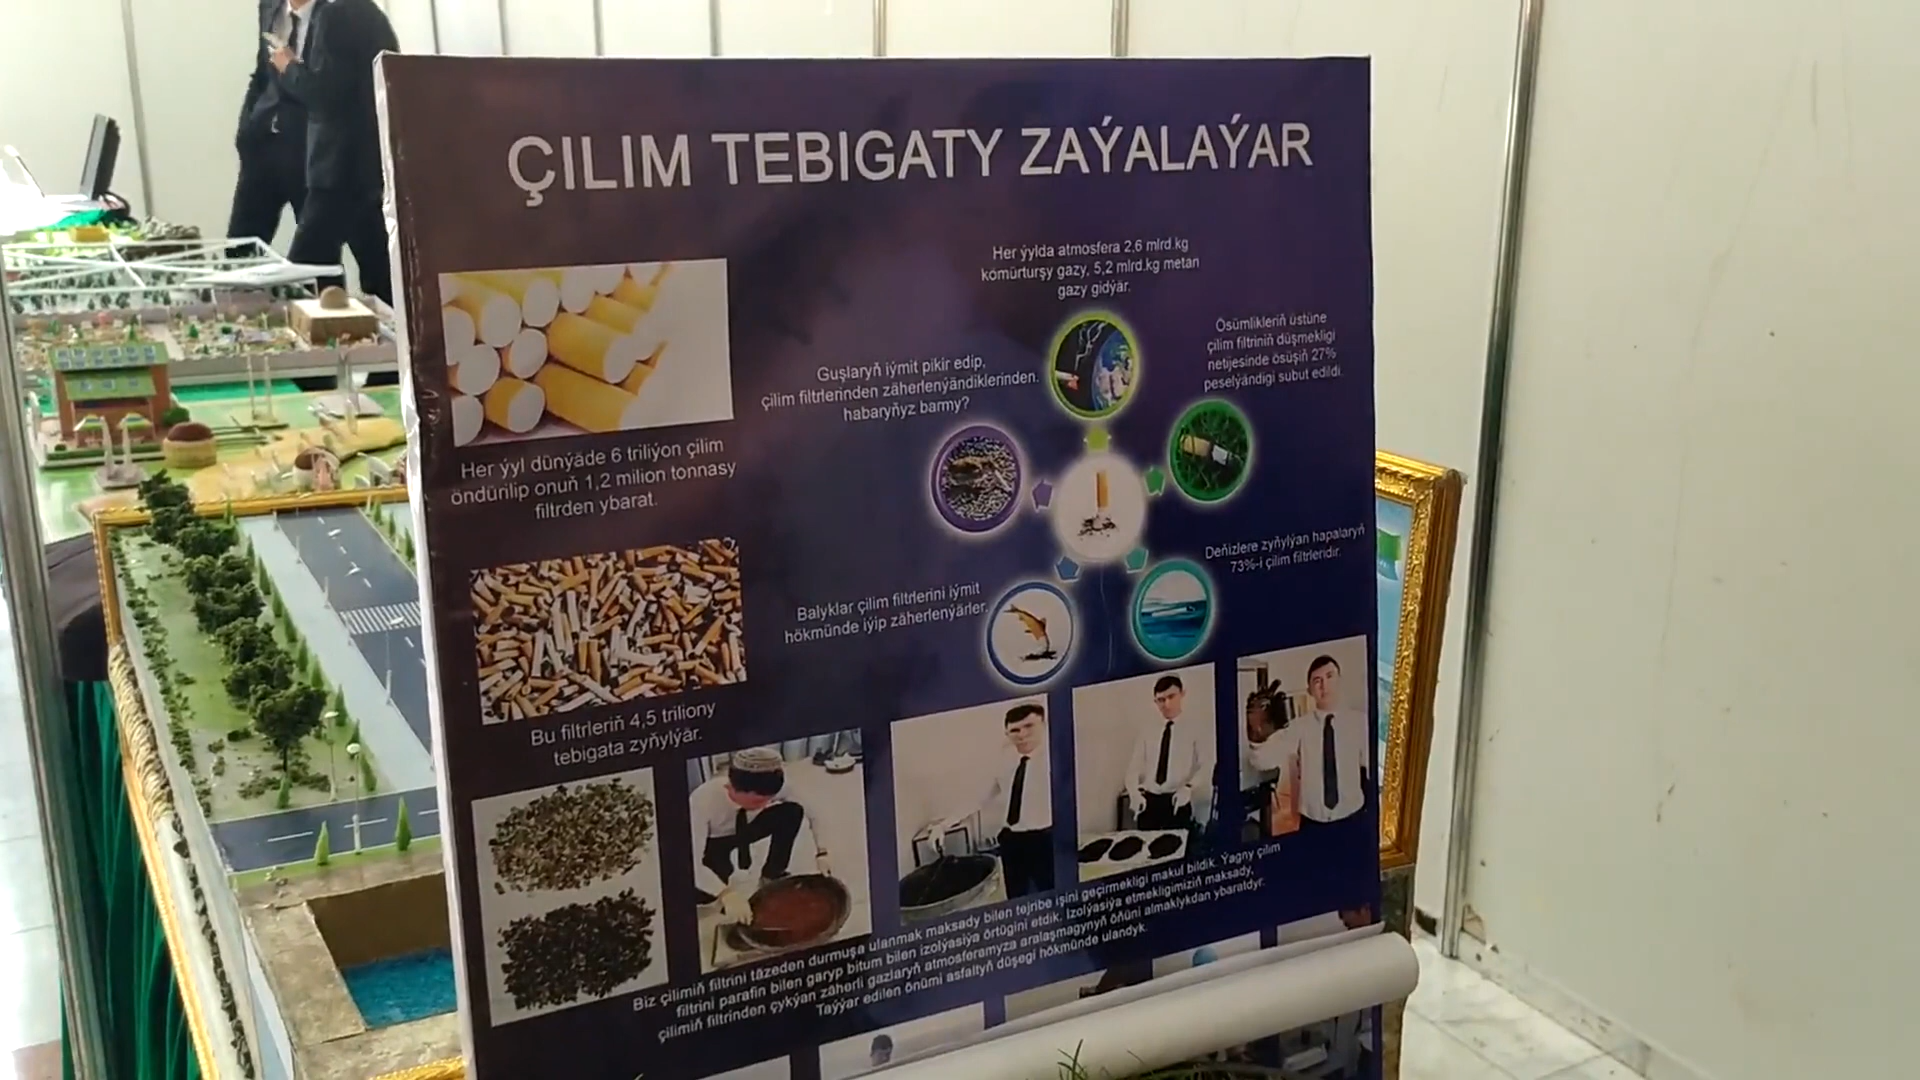 ÇILIM TEBIGATY ZAÝALAÝAR
Her ýyl dünýäde 6 triliýon çilim
öndürilip onuň 1,2 milion tonnasy
filtrden ybarat.
Bu filtrleriň 4,5 triliony
tebigata zyňylýar.
Her ýylda atmosfera 2,6 mlrd.kg
kömürturşy gazy, 5,2 mlrd.kg metan
gazy gidýär.
Guşlaryň iýmit pikir edip,
çilim filtrlerinden zäherlenýändiklerinden
habaryňyz barmy?
Ösümlikleriň üstüne
çilim filtriniň düşmekligi
netijesinde ösüşiň 27%
peselýändigi subut edildi.
Deňizlere zyňylýan hapalaryň
73%-i çilim filtrleridir.
Balyklar çilim filtrlerini iýmit
hökmünde iýip zäherlenýärler.
Biz çilimiň filtrini täzeden durmuşa ulanmak maksady bilen tejribe işini geçirmekligi makul bildik. Ýagny çilim
filtrini parafin bilen garyp bitum bilen izolýasiýa örtügini etdik. Izolýasiýa etmekligimiziň maksady,
çilimiň filtrinden çykýan zäherli gazlaryň atmosferamyza aralaşmagynyň öňüni almaklykdan ybaratdyr.
Taýýar edilen önümi asfaltyň düşegi hökmünde ulandyk.